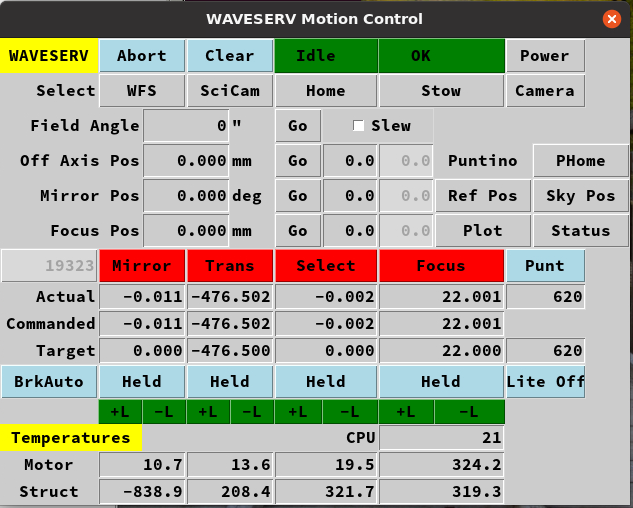 WAVESERV Motion Control
WAVESERV Abort Clear Idle OK Power
Select WFS SciCam Home Stow Camera
Field Angle 0 " Go Slew
Off Axis Pos 0.000 mm Go 0.0 0.0 Puntino PHome
Mirror Pos 0.000 deg Go 0.0 0.0 Ref Pos Sky Pos
Focus Pos 0.000 mm Go 0.0 0.0 Plot Status
19323 Mirror Trans Select Focus Punt
Actual -0.011 -476.502 -0.002 22.001 620
Commanded -0.011 -476.502 -0.002 22.001
Target 0.000 -476.500 0.000 22.000 620
BrkAuto Held Held Held Held Lite Off
+L -L +L -L +L -L +L -L
Temperatures CPU 21
Motor 10.7 13.6 19.5 324.2
Struct -838.9 208.4 321.7 319.3